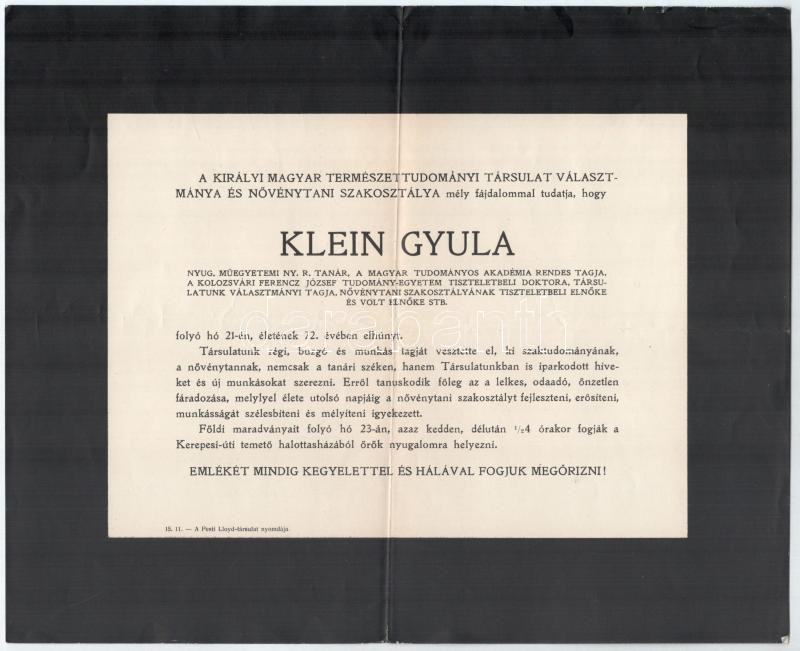 A KIRÁLYI MAGYAR TERMÉSZETTUDOMÁNYI TÁRSULAT VÁLASZT-
MÁNYA ÉS NÖVÉNYTANI SZAKOSZTÁLYA mély fájdalommal tudatja, hogy
KLEIN GYULA
NYUG. MŰEGYETEMI NY. R. TANÁR, A MAGYAR TUDOMÁNYOS AKADÉMIA RENDES TAGJA,
A KOLOZSVÁRI FERENCZ JÓZSEF TUDOMÁNY-EGYETEM TISZTELETBELI DOKTORA, TÁRSU-
LATUNK VÁLASZTMÁNYI TAGJA, NÖVÉNYTANI SZAKOSZTÁLYÁNAK TISZTELETBELI ELNÖKE
ÉS VOLT ELNÖKE STB.
folyó hó 21-én, életének 72. évében elhúnyt.
Társulatunk régi, buzgó és munkás tagját vesztette el, ki szaktudományának,
a növénytannak, nemcsak a tanári széken, hanem Társulatunkban is iparkodott híve-
ket és új munkásokat szerezni. Erről tanuskodik főleg az a lelkes, odaadó, önzetlen
fáradozása, melylyel élete utolsó napjáig a növénytani szakosztályt fejleszteni, erősíteni,
munkásságát szélesbíteni és mélyíteni igyekezett.
Földi maradványait folyó hó 23-án, azaz kedden, délután 1/2 4 órakor fogják a
Kerepesi-úti temető halottasházából örök nyugalomra helyezni.
EMLÉKÉT MINDIG KEGYELETTEL ÉS HÁLÁVAL FOGJUK MEGŐRIZNI!
15. 11. — A Pesti Lloyd-társulat nyomdája.
darabanth